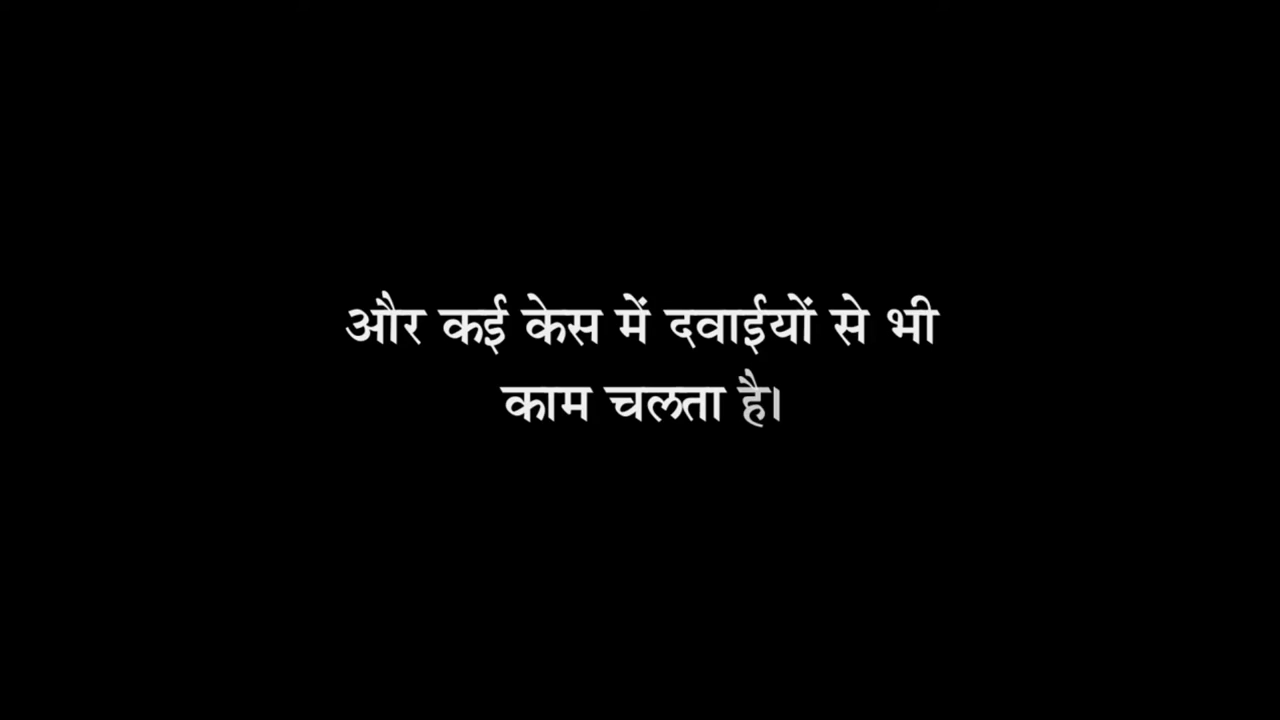 और कई केस में दवाईयों से भी
काम चलता है।